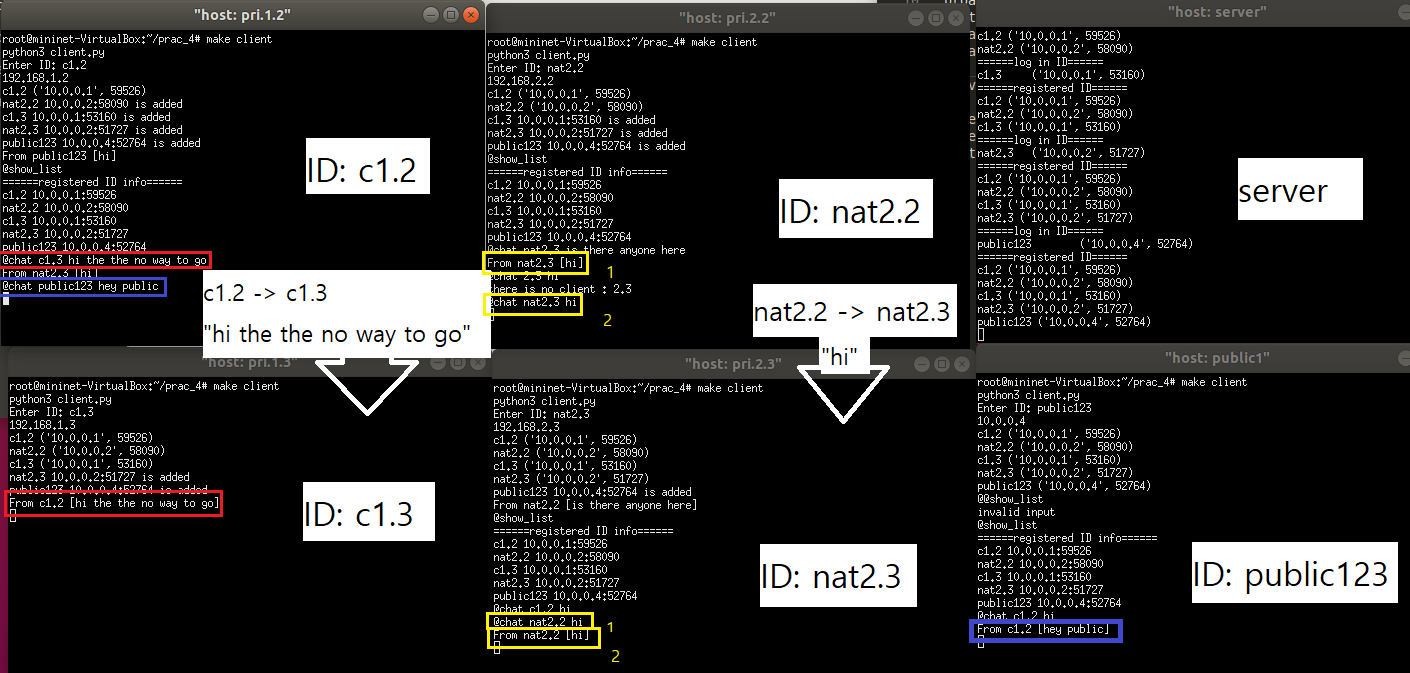 "host: pri.1.2"
root@mininet-VirtualBox:~/prac_4# make client
python3 client.py
Enter ID: c1.2
192.168.1.2
c1.2 ('10.0.0.1', 59526)
nat2.2 10.0.0.2:58090 is added
c1.3 10.0.0.1:53160 is added
nat2.3 10.0.0.2:51727 is added
public123 10.0.0.4:52764 is added
From public123 [hi]
@show_list
======registered ID info======
c1.2 10.0.0.1:59526
nat2.2 10.0.0.2:58090
c1.3 10.0.0.1:53160
nat2.3 10.0.0.2:51727
public123 10.0.0.4:52764
@chat c1.3 hi the the no way to go
From nat2.3 [hi]
@chat public123 hey public
ID: c1.2
c1.2 -> c1.3
"hi the the no way to go"
"host: pri.2.2"
root@mininet-VirtualBox:~/prac_4# make client
python3 client.py
Enter ID: nat2.2
192.168.2.2
c1.2 ('10.0.0.1', 59526)
nat2.2 ('10.0.0.2', 58090)
c1.3 10.0.0.1:53160 is added
nat2.3 10.0.0.2:51727 is added
public123 10.0.0.4:52764 is added
@show_list
======registered ID info======
c1.2 10.0.0.1:59526
nat2.2 10.0.0.2:58090
c1.3 10.0.0.1:53160
nat2.3 10.0.0.2:51727
public123 10.0.0.4:52764
@chat nat2.3 is there anyone here
From nat2.3 [hi]
@chat 2.3 hi
there is no client : 2.3
@chat nat2.3 hi
1
2
ID: nat2.2
nat2.2 -> nat2.3
"hi"
"host: server"
c1.2 ('10.0.0.1', 59526)
nat2.2 ('10.0.0.2', 58090)
======log in ID======
c1.3 ('10.0.0.1', 53160)
======registered ID======
c1.2 ('10.0.0.1', 59526)
nat2.2 ('10.0.0.2', 58090)
c1.3 ('10.0.0.1', 53160)
======log in ID======
nat2.3 ('10.0.0.2', 51727)
======registered ID======
c1.2 ('10.0.0.1', 59526)
nat2.2 ('10.0.0.2', 58090)
c1.3 ('10.0.0.1', 53160)
nat2.3 ('10.0.0.2', 51727)
======log in ID======
public123 ('10.0.0.4', 52764)
======registered ID======
c1.2 ('10.0.0.1', 59526)
nat2.2 ('10.0.0.2', 58090)
c1.3 ('10.0.0.1', 53160)
nat2.3 ('10.0.0.2', 51727)
public123 ('10.0.0.4', 52764)
server
"host: pri.1.3"
root@mininet-VirtualBox:~/prac_4# make client
python3 client.py
Enter ID: c1.3
192.168.1.3
c1.2 ('10.0.0.1', 59526)
nat2.2 ('10.0.0.2', 58090)
c1.3 ('10.0.0.1', 53160)
nat2.3 10.0.0.2:51727 is added
public123 10.0.0.4:52764 is added
From c1.2 [hi the the no way to go]
ID: c1.3
"host: pri.2.3"
root@mininet-VirtualBox:~/prac_4# make client
python3 client.py
Enter ID: nat2.3
192.168.2.3
c1.2 ('10.0.0.1', 59526)
nat2.2 ('10.0.0.2', 58090)
c1.3 ('10.0.0.1', 53160)
nat2.3 ('10.0.0.2', 51727)
public123 10.0.0.4:52764 is added
From nat2.2 [is there anyone here]
@show_list
======registered ID info======
c1.2 10.0.0.1:59526
nat2.2 10.0.0.2:58090
c1.3 10.0.0.1:53160
nat2.3 10.0.0.2:51727
public123 10.0.0.4:52764
@chat c1.2 hi
@chat nat2.2 hi
From nat2.2 [hi]
1
2
ID: nat2.3
"host: public1"
root@mininet-VirtualBox:~/prac_4# make client
python3 client.py
Enter ID: public123
10.0.0.4
c1.2 ('10.0.0.1', 59526)
nat2.2 ('10.0.0.2', 58090)
c1.3 ('10.0.0.1', 53160)
nat2.3 ('10.0.0.2', 51727)
public123 ('10.0.0.4', 52764)
@@show_list
invalid input
@show_list
======registered ID info======
c1.2 10.0.0.1:59526
nat2.2 10.0.0.2:58090
c1.3 10.0.0.1:53160
nat2.3 10.0.0.2:51727
public123 10.0.0.4:52764
@chat c1.2 hi
From c1.2 [hey public]
ID: public123